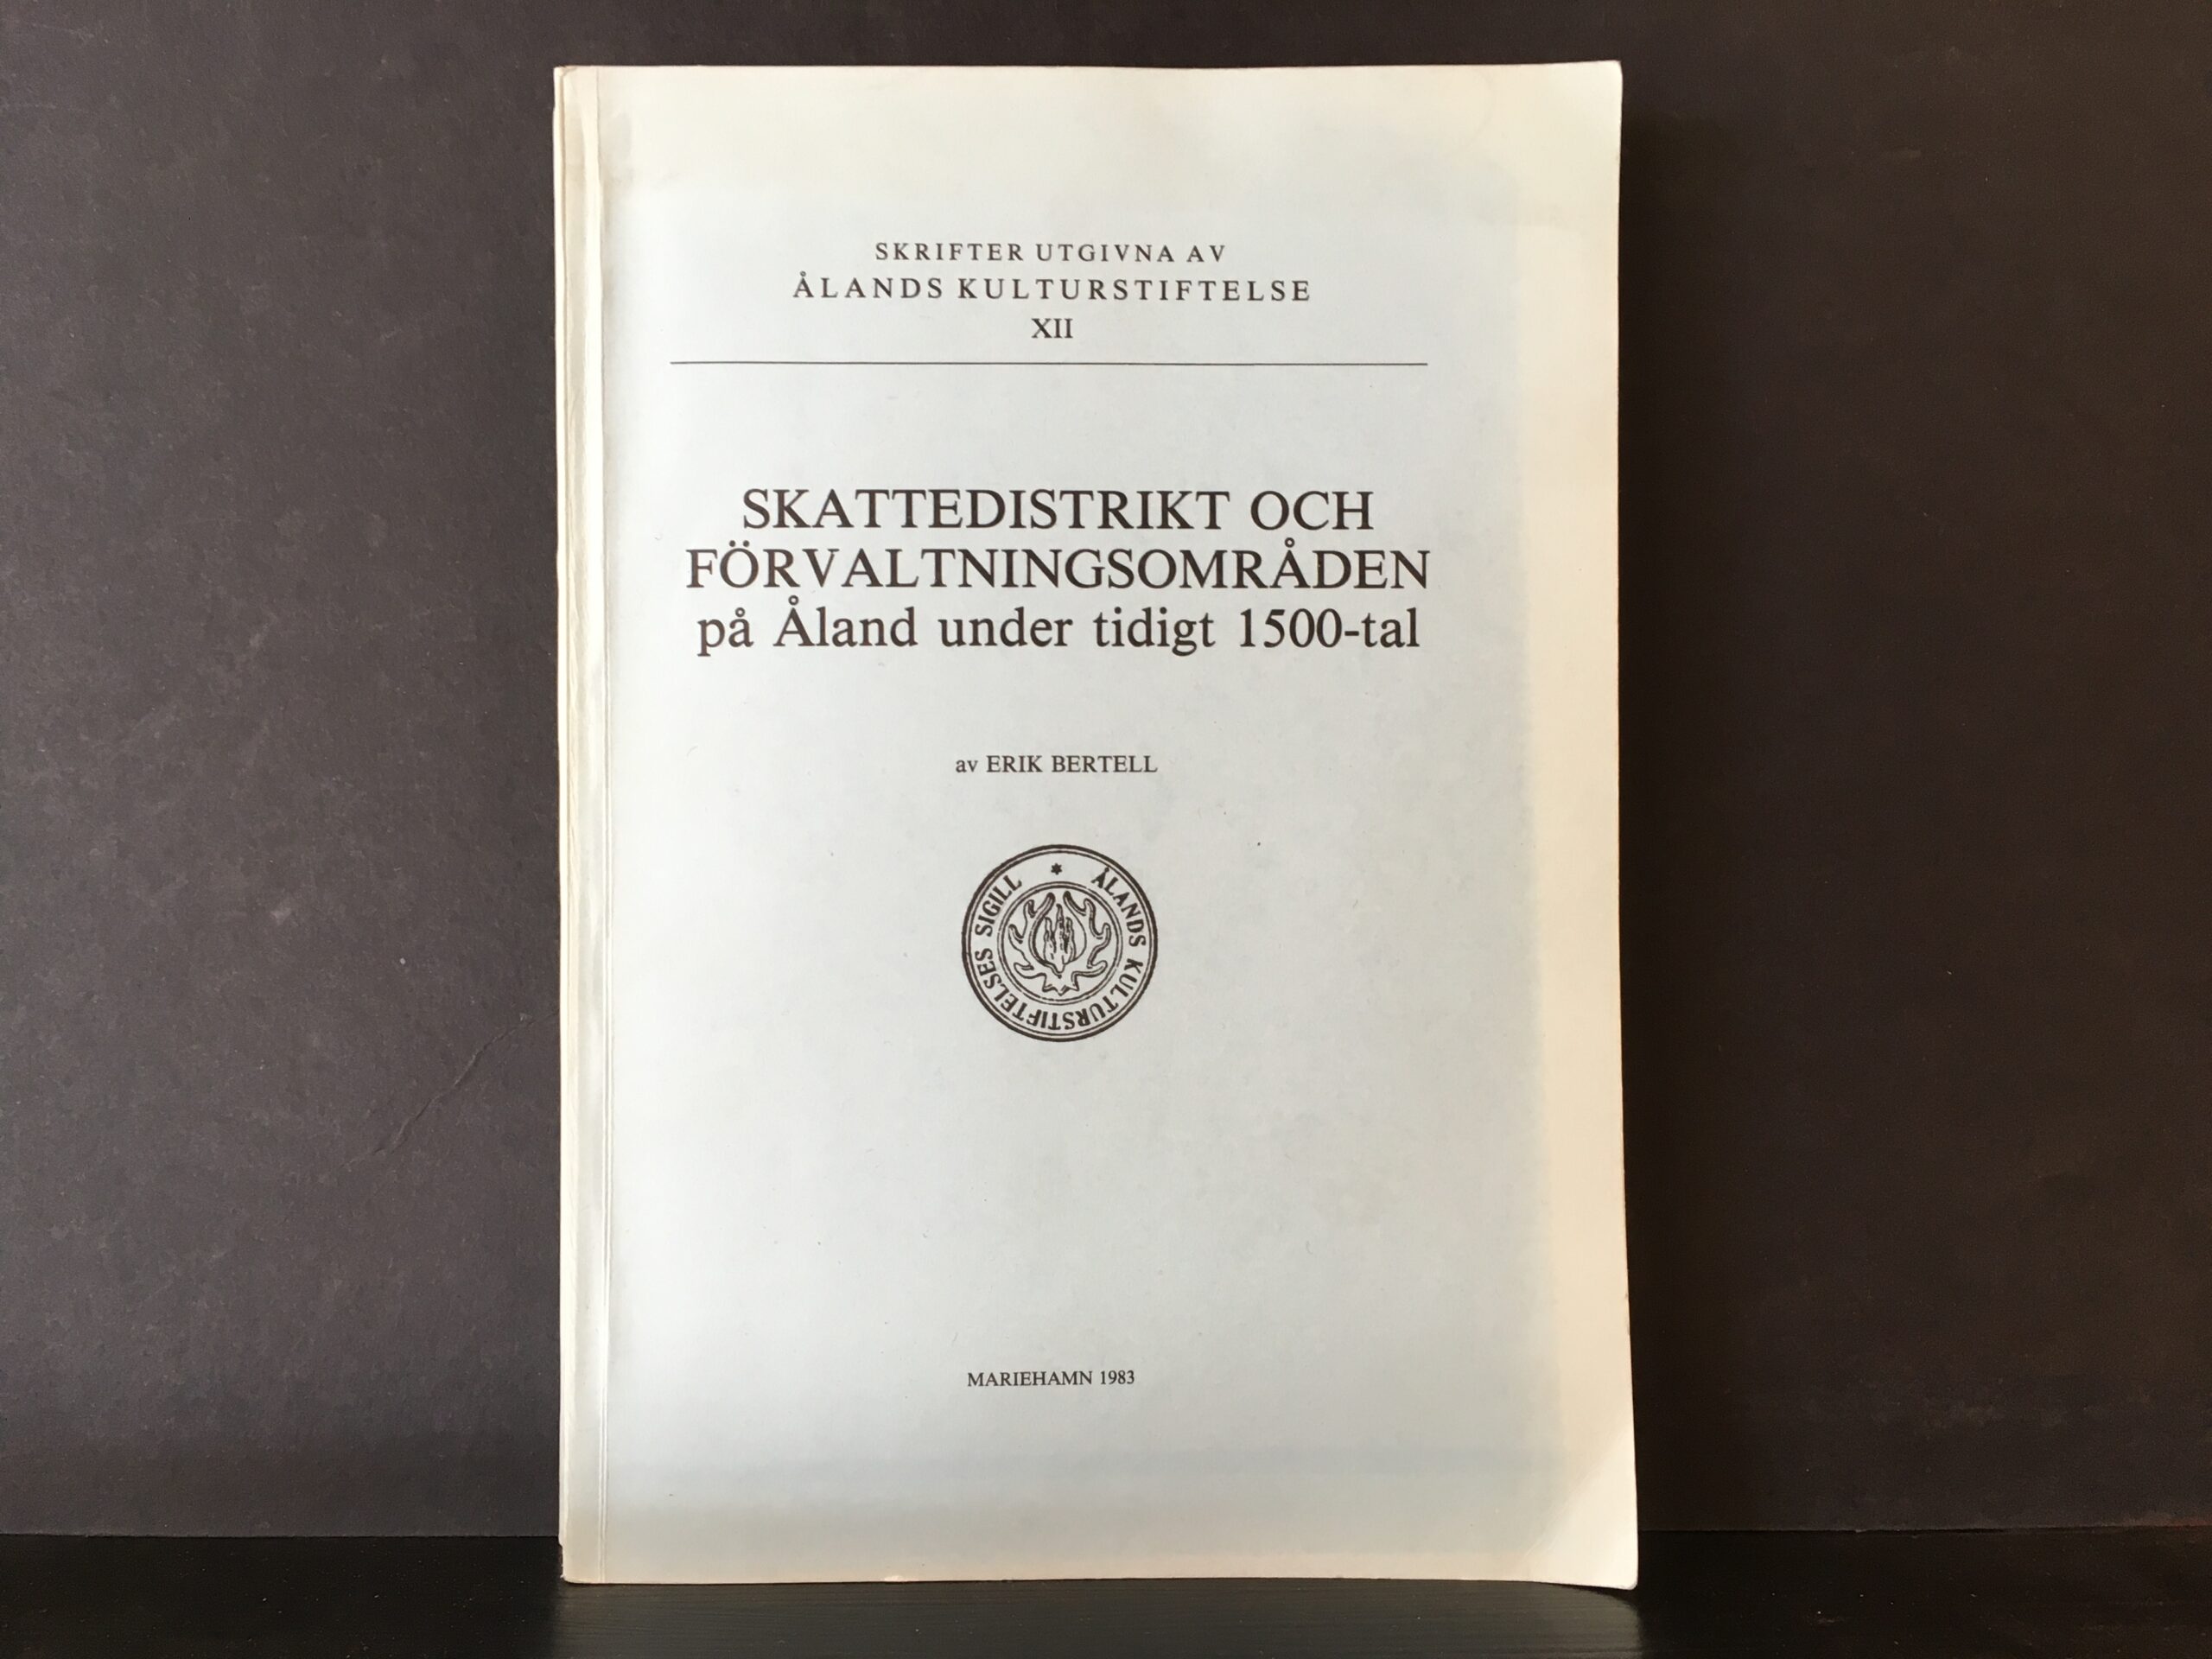 SKRIFTER UTGIVNA AV
ÅLANDS KULTURSTIFTELSE
XII
SKATTEDISTRIKT OCH
FÖRVALTNINGSOMRÅDEN
på Åland under tidigt 1500-tal
av ERIK BERTELL
* ÅLANDS KULTURSTIFTELSES SIGILL
MARIEHAMN 1983